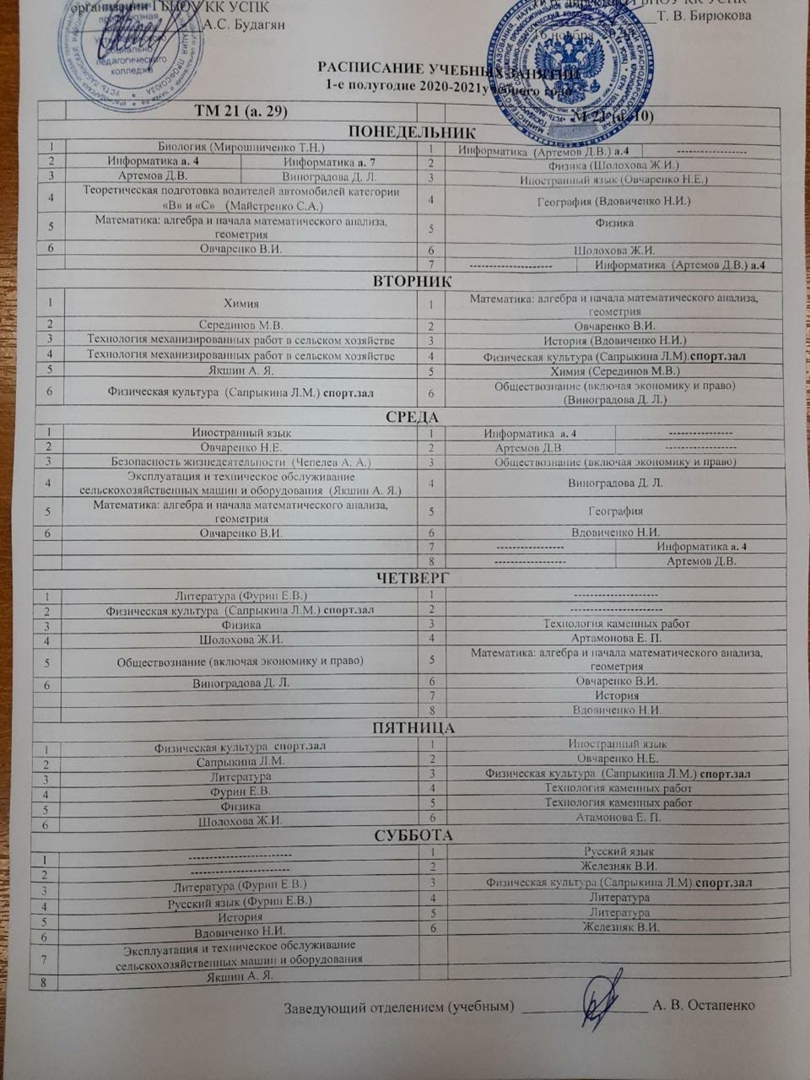 организации ГБПОУ КК УСПК
А.С. Будагян
Т. В. Бирюкова
РАСПИСАНИЕ УЧЕБНЫХ ЗАНЯТИЙ
1-е полугодие 2020-2021учебного года
ТМ 21 (а. 29)
ПОНЕДЕЛЬНИК
1 Биология (Мирошниченко Т.Н.) 1 Информатика (Артемов Д.В.) а.4 -----------------
2 Информатика а. 4 Информатика а. 7 2 Физика (Шолохова Ж.И.)
3 Артемов Д.В. Виноградова Д. Л. 3 Иностранный язык (Овчаренко Н.Е.)
4 Теоретическая подготовка водителей автомобилей категории
«В» и «С» (Майстренко С.А.) 4 География (Вдовиченко Н.И.)
5 Математика: алгебра и начала математического анализа,
геометрия 5 Физика
6 Овчаренко В.И. 6 Шолохова Ж.И.
7 -------------------- Информатика (Артемов Д.В.) а.4
ВТОРНИК
1 Химия 1 Математика: алгебра и начала математического анализа,
геометрия
2 Серединов М.В. 2 Овчаренко В.И.
3 Технология механизированных работ в сельском хозяйстве 3 История (Вдовиченко Н.И.)
4 Технология механизированных работ в сельском хозяйстве 4 Физическая культура (Сапрыкина Л.М).спорт.зал
5 Якшин А. Я. 5 Химия (Серединов М.В.)
6 Физическая культура (Сапрыкина Л.М.) спорт.зал 6 Обществознание (включая экономику и право)
(Виноградова Д. Л.)
СРЕДА
1 Иностранный язык 1 Информатика а. 4 ----------------
2 Овчаренко Н.Е. 2 Артемов Д.В. -----------------
3 Безопасность жизнедеятельности (Чепелев А. А.) 3 Обществознание (включая экономику и право)
4 Эксплуатация и техническое обслуживание
сельскохозяйственных машин и оборудования (Якшин А. Я.) 4 Виноградова Д. Л.
5 Математика: алгебра и начала математического анализа,
геометрия 5 География
6 Овчаренко В.И. 6 Вдовиченко Н.И.
7 ----------------- Информатика а. 4
8 ----------------- Артемов Д.В.
ЧЕТВЕРГ
1 Литература (Фурин Е.В.) 1 --------------------
2 Физическая культура (Сапрыкина Л.М.) спорт.зал 2 ----------------------
3 Физика 3 Технология каменных работ
4 Шолохова Ж.И. 4 Артамонова Е. П.
5 Обществознание (включая экономику и право) 5 Математика: алгебра и начала математического анализа,
геометрия
6 Виноградова Д. Л. 6 Овчаренко В.И.
7 История
8 Вдовиченко Н.И.
ПЯТНИЦА
1 Физическая культура спорт.зал 1 Иностранный язык
2 Сапрыкина Л.М. 2 Овчаренко Н.Е.
3 Литература 3 Физическая культура (Сапрыкина Л.М.) спорт.зал
4 Фурин Е.В. 4 Технология каменных работ
5 Физика 5 Технология каменных работ
6 Шолохова Ж.И. 6 Атамонова Е. П.
СУББОТА
1 ------------------------- 1 Русский язык
2 ------------------------ 2 Железняк В.И.
3 Литература (Фурин Е.В.) 3 Физическая культура (Сапрыкина Л.М).спорт.зал
4 Русский язык (Фурин Е.В.) 4 Литература
5 История 5 Литература
6 Вдовиченко Н.И. 6 Железняк В.И.
7 Эксплуатация и техническое обслуживание
сельскохозяйственных машин и оборудования
8 Якшин А. Я.
Заведующий отделением (учебным) А. В. Остапенко